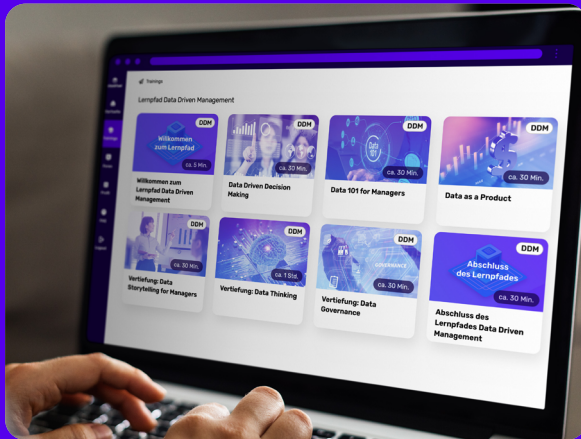 Trainings
Lernpfad Data Driven Management
DDM
Willkommen
zum Lernpfad
ca. 5 Min.
Willkommen zum
Lernpfad Data Driven
Management
DDM
ca. 30 Min.
Data Driven Decision
Making
DDM
Data
101
ca. 30 Min.
Data 101 for Managers
DDM
ca. 30 Min.
Data as a Product
DDM
ca. 30 Min.
Vertiefung: Data
Storytelling for Managers
DDM
ca. 1 Std.
Vertiefung: Data Thinking
DDM
GOVERNANCE
ca. 30 Min.
Vertiefung: Data
Governance
DDM
Abschluss
des Lernpfades
ca. 30 Min.
Abschluss des
Lernpfades Data Driven
Management